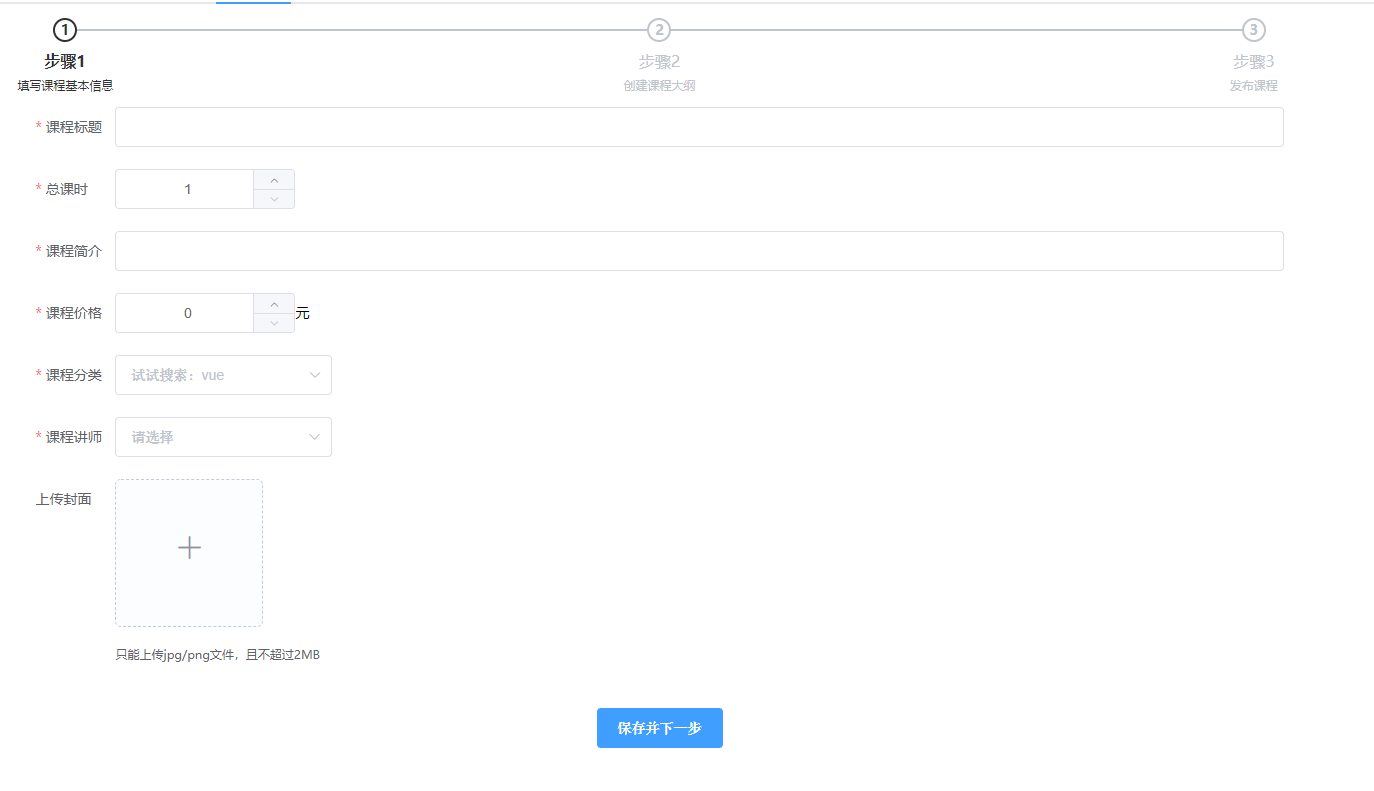 1
2
3
步骤1
步骤2
步骤3
填写课程基本信息
创建课程大纲
发布课程
* 课程标题
* 总课时
1
* 课程简介
* 课程价格
0
元
* 课程分类
试试搜索：vue
* 课程讲师
请选择
上传封面
只能上传jpg/png文件，且不超过2MB
保存并下一步